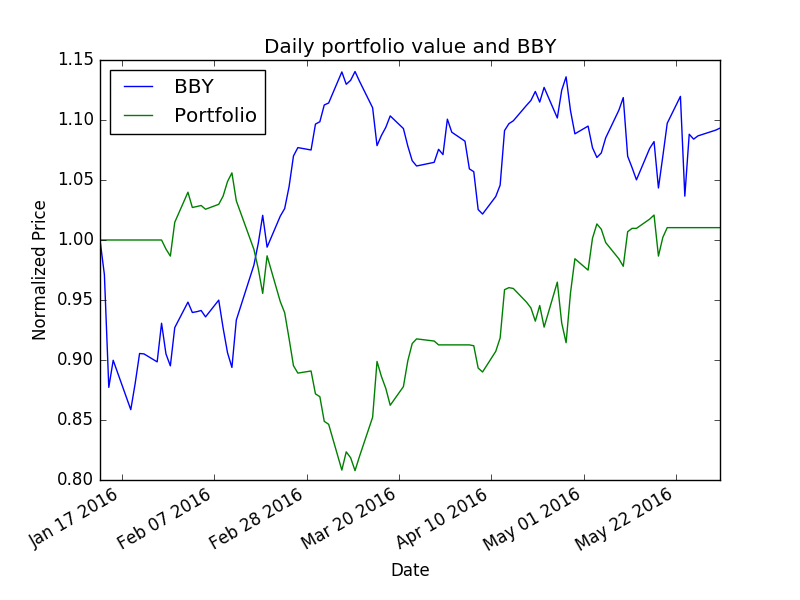 Daily portfolio value and BBY
BBY
Portfolio
1.15
1.10
1.05
1.00
0.95
0.90
0.85
0.80
Normalized Price
Jan 17 2016
Feb 07 2016
Feb 28 2016
Mar 20 2016
Apr 10 2016
May 01 2016
May 22 2016
Date